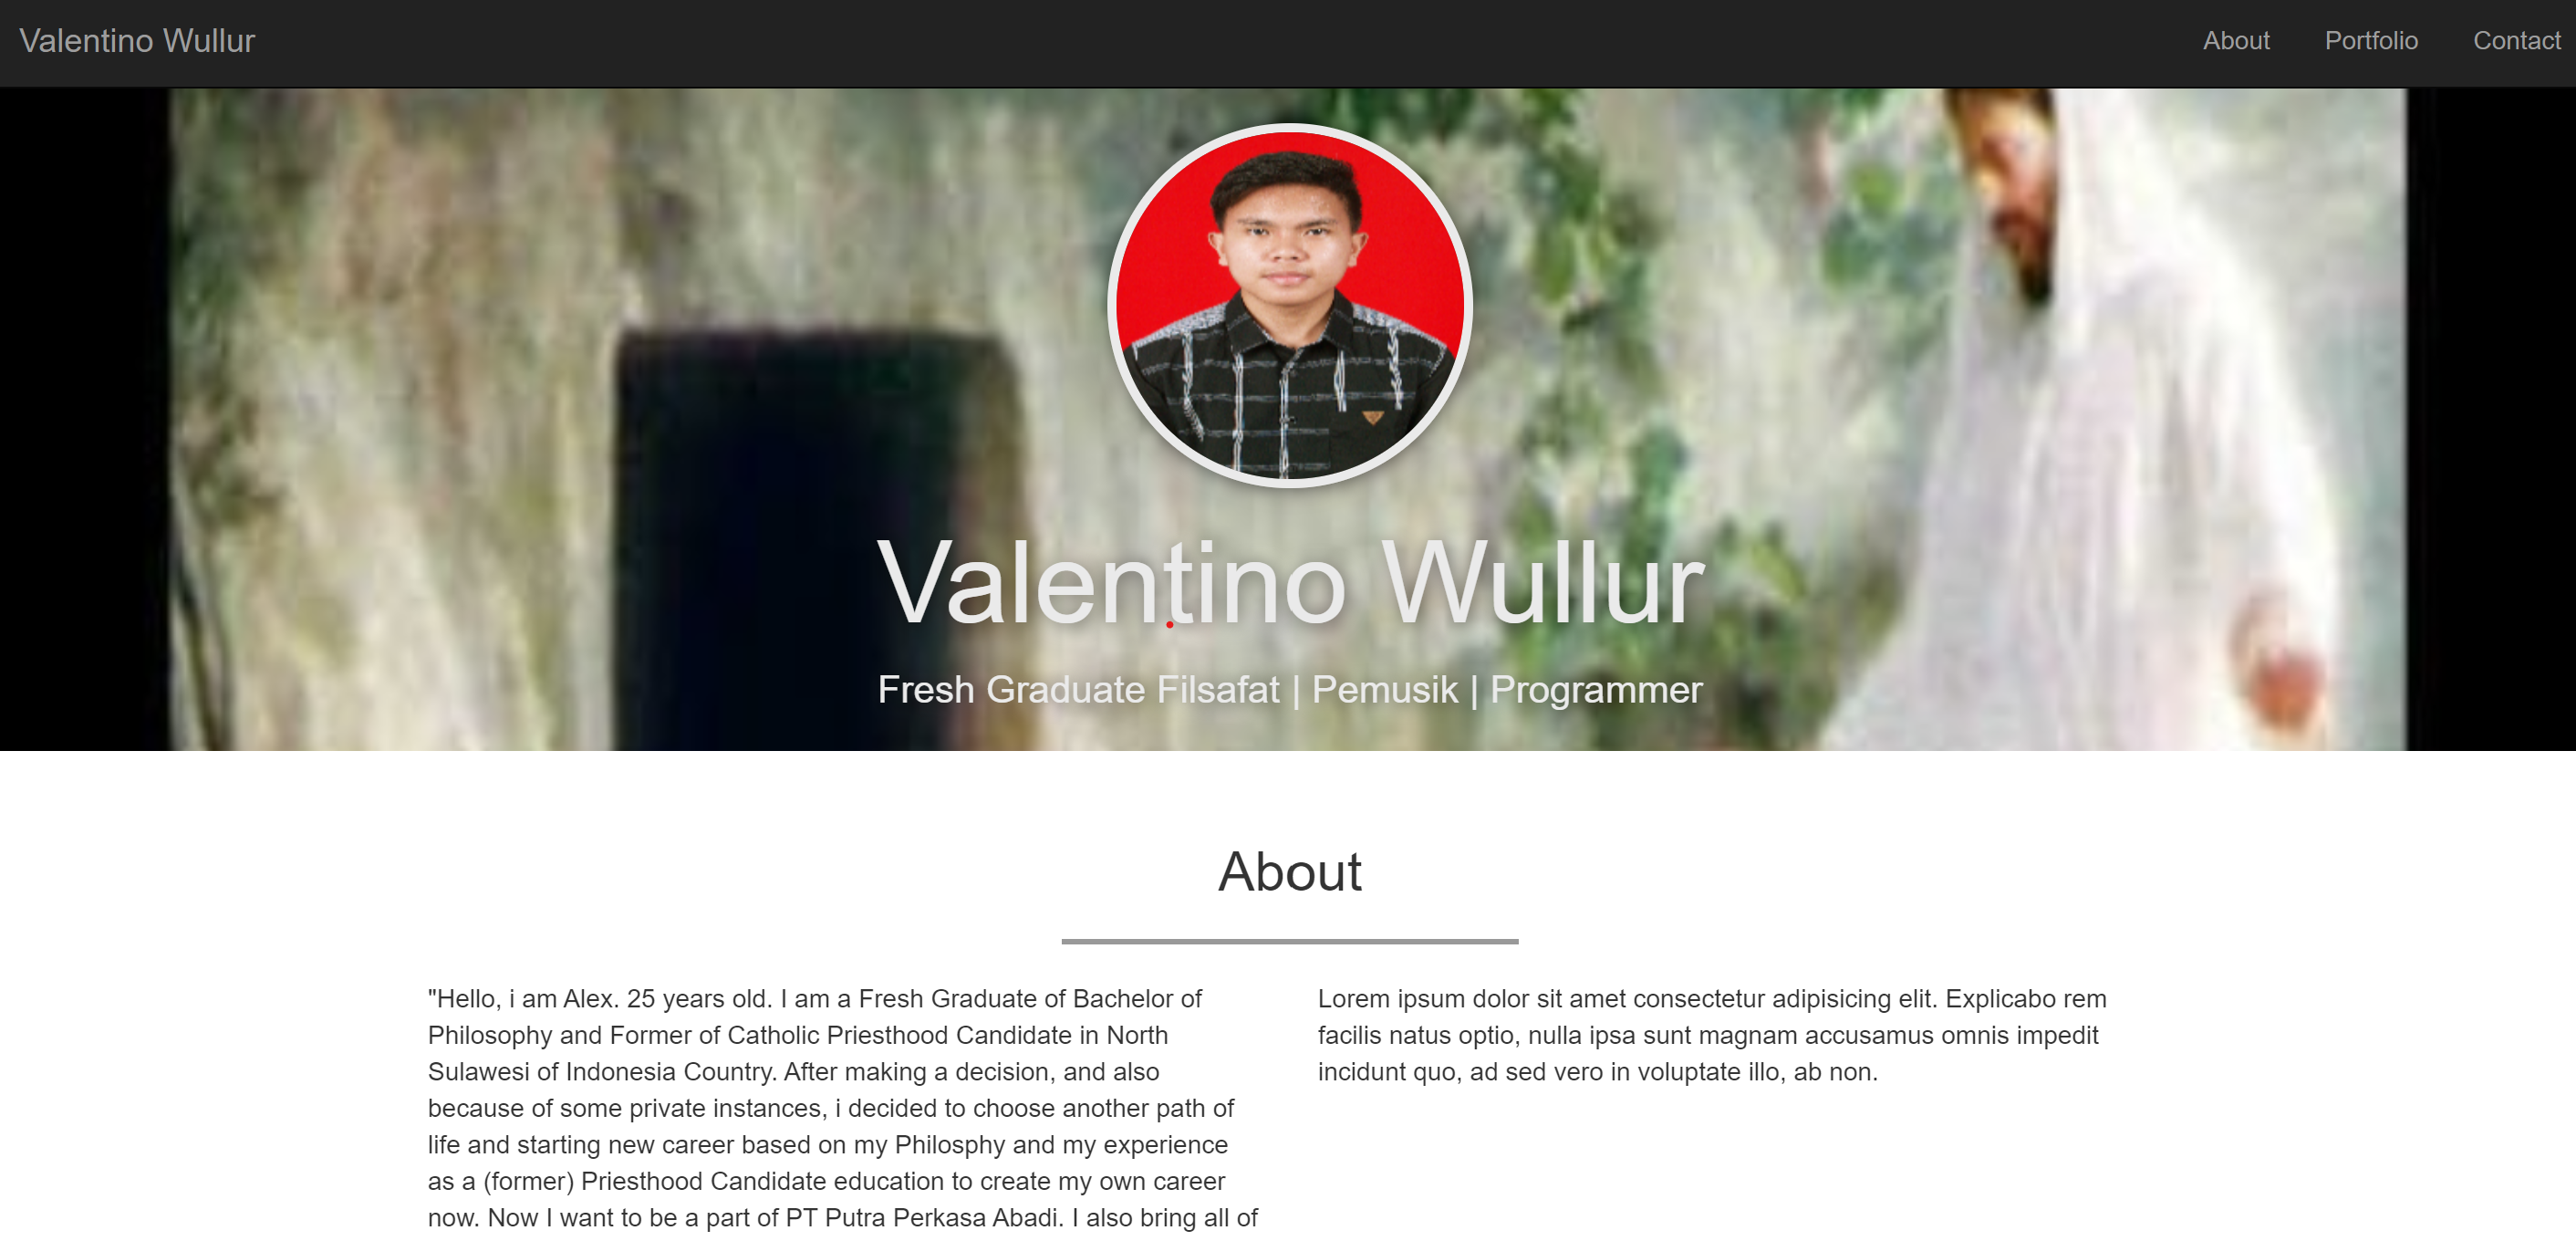 Valentino Wullur
About Portfolio Contact
Valentino Wullur
Fresh Graduate Filsafat | Pemusik | Programmer
About
"Hello, i am Alex. 25 years old. I am a Fresh Graduate of Bachelor of
Philosophy and Former of Catholic Priesthood Candidate in North
Sulawesi of Indonesia Country. After making a decision, and also
because of some private instances, i decided to choose another path of
life and starting new career based on my Philosphy and my experience
as a (former) Priesthood Candidate education to create my own career
now. Now I want to be a part of PT Putra Perkasa Abadi. I also bring all of
Lorem ipsum dolor sit amet consectetur adipisicing elit. Explicabo rem
facilis natus optio, nulla ipsa sunt magnam accusamus omnis impedit
incidunt quo, ad sed vero in voluptate illo, ab non.